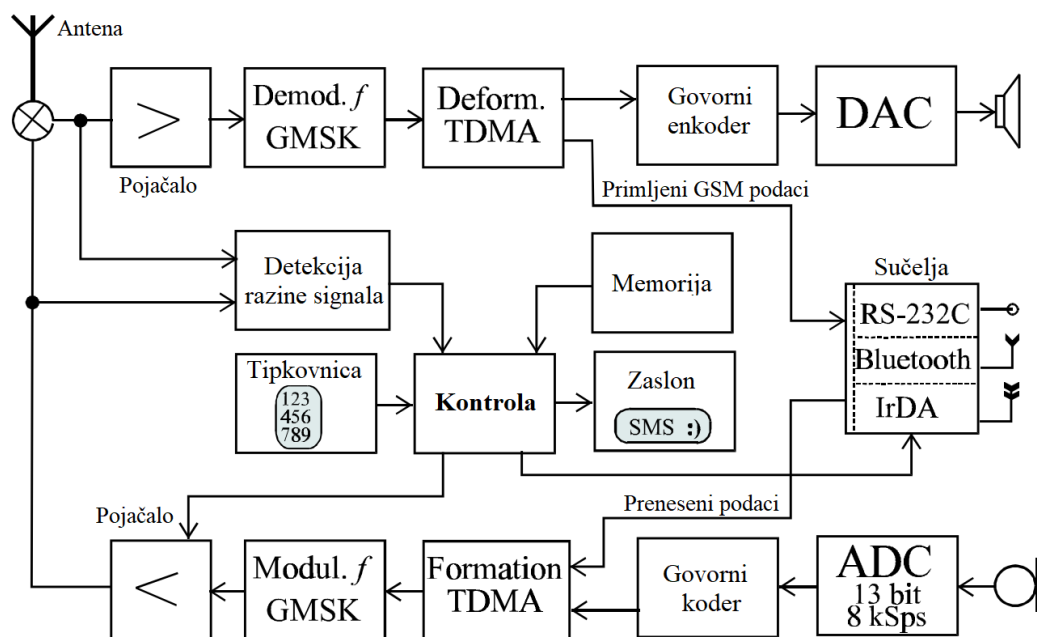 Antena
Demod. f
GMSK
Deform.
TDMA
Govorni
enkoder
DAC
Pojačalo
Primljeni GSM podaci
Detekcija
razine signala
Memorija
Sučelja
RS-232C
Bluetooth
IrDA
Tipkovnica
123
456
789
Kontrola
Zaslon
SMS :)
Preneseni podaci
Pojačalo
Modul. f
GMSK
Formation
TDMA
Govorni
koder
ADC
13 bit
8 kSps